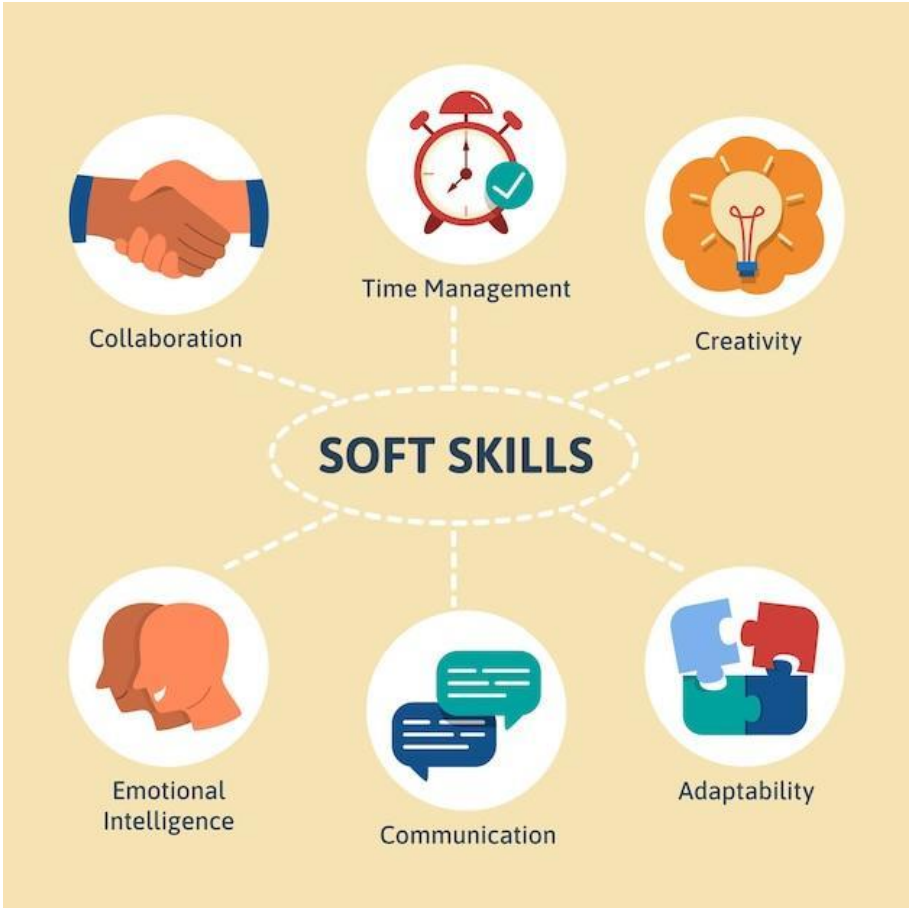 Time Management
Collaboration
Creativity
SOFT SKILLS
Emotional
Intelligence
Communication
Adaptability